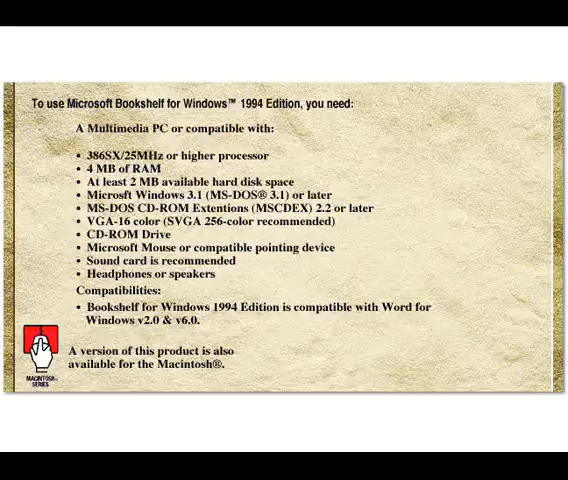 To use Microsoft Bookshelf for Windows™ 1994 Edition, you need:
A Multimedia PC or compatible with:
• 386SX/25MHz or higher processor
• 4 MB of RAM
• At least 2 MB available hard disk space
• Microsft Windows 3.1 (MS-DOS® 3.1) or later
• MS-DOS CD-ROM Extentions (MSCDEX) 2.2 or later
• VGA-16 color (SVGA 256-color recommended)
• CD-ROM Drive
• Microsoft Mouse or compatible pointing device
• Sound card is recommended
• Headphones or speakers
Compatibilities:
• Bookshelf for Windows 1994 Edition is compatible with Word for
Windows v2.0 & v6.0.
A version of this product is also
available for the Macintosh®.
MACINTOSH™
SERIES